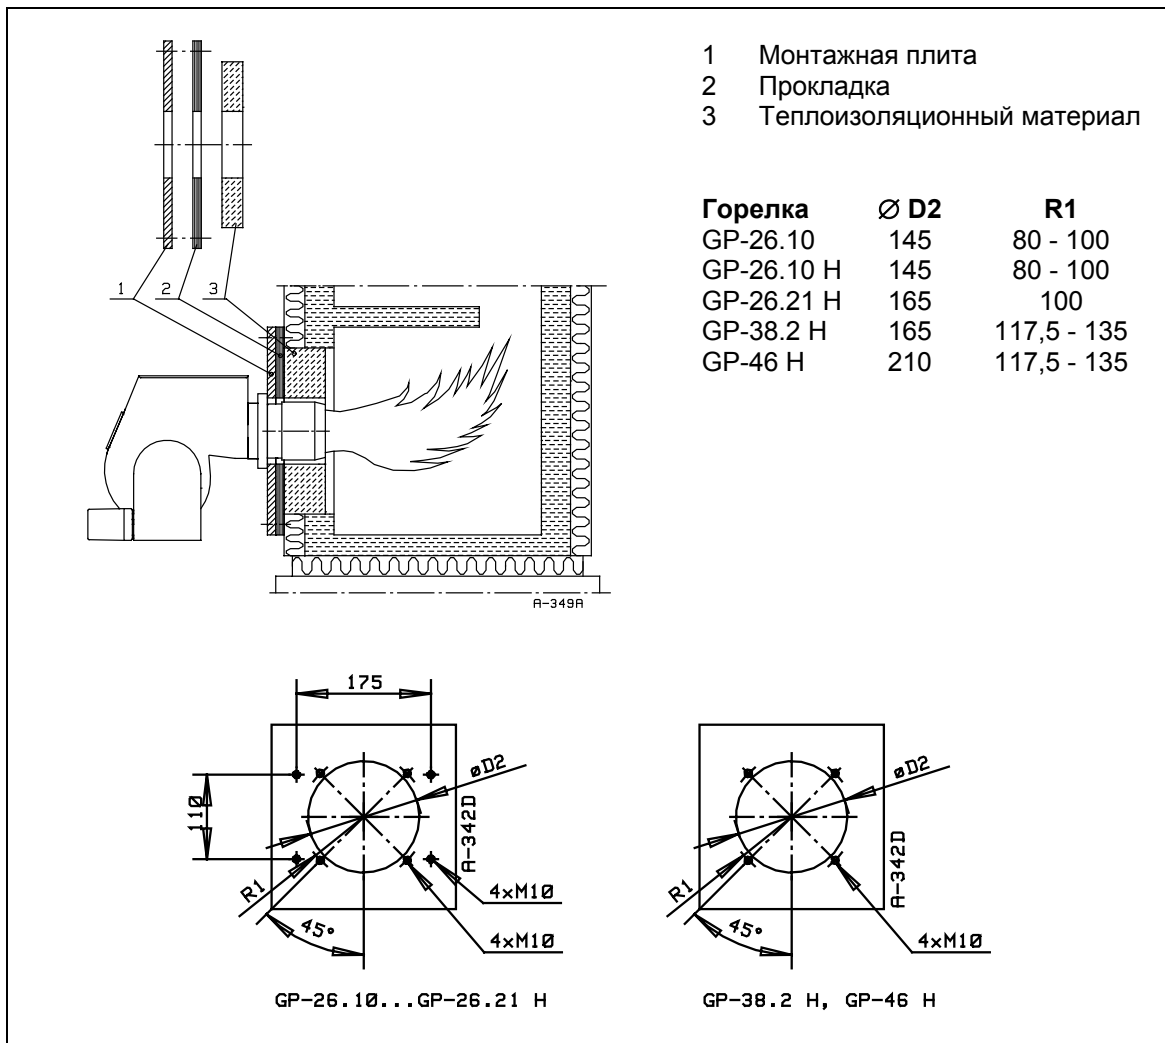 1 Монтажная плита
2 Прокладка
3 Теплоизоляционный материал
Горелка Ø D2 R1
GP-26.10 145 80 - 100
GP-26.10 H 145 80 - 100
GP-26.21 H 165 100
GP-38.2 H 165 117,5 - 135
GP-46 H 210 117,5 - 135
1 2 3
A-349A
175
110
øD2
A-342D
R1
45°
4xM10
4xM10
GP-26.10...GP-26.21 H
øD2
A-342D
R1
45°
4xM10
GP-38.2 H, GP-46 H